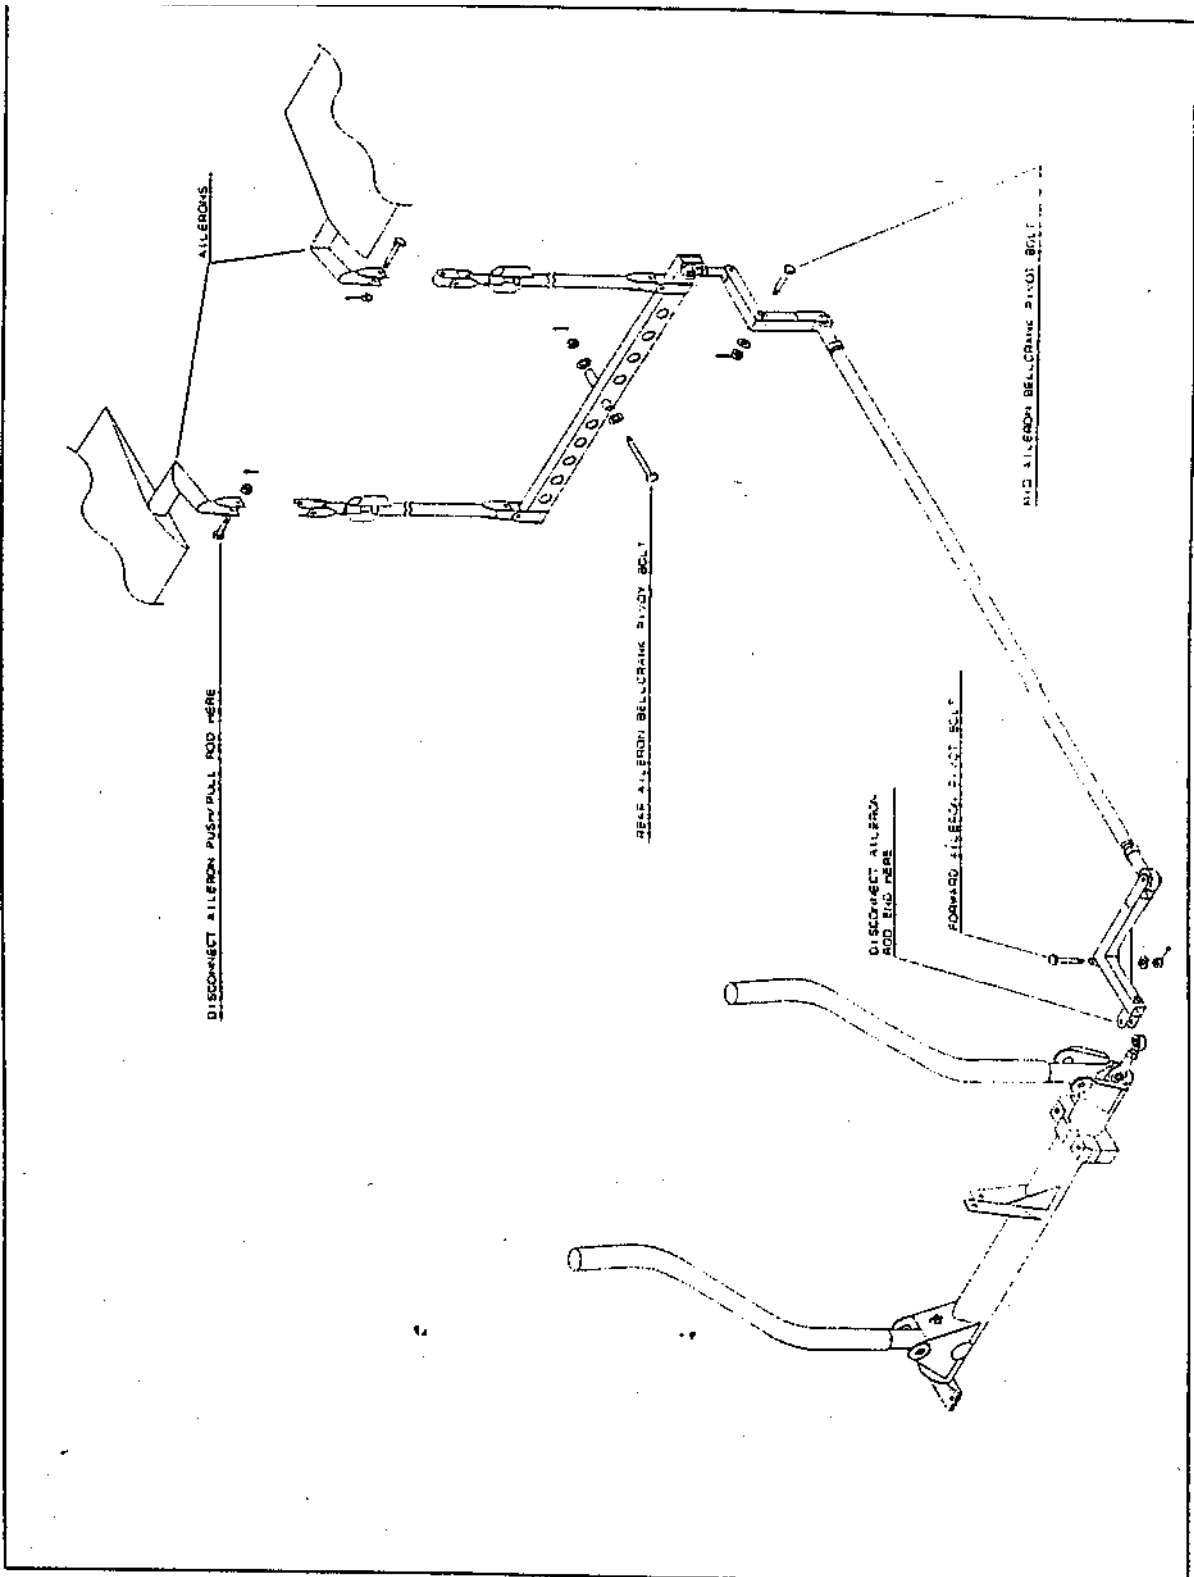 AILERONS
DISCONNECT AILERON PUSH/PULL ROD HERE
REAR AILERON BELLCRANK PIVOT BOLT
MID AILERON BELLCRANK PIVOT BOLT
DISCONNECT AILERON
ROD END HERE
FORWARD AILERON PIVOT BOLT